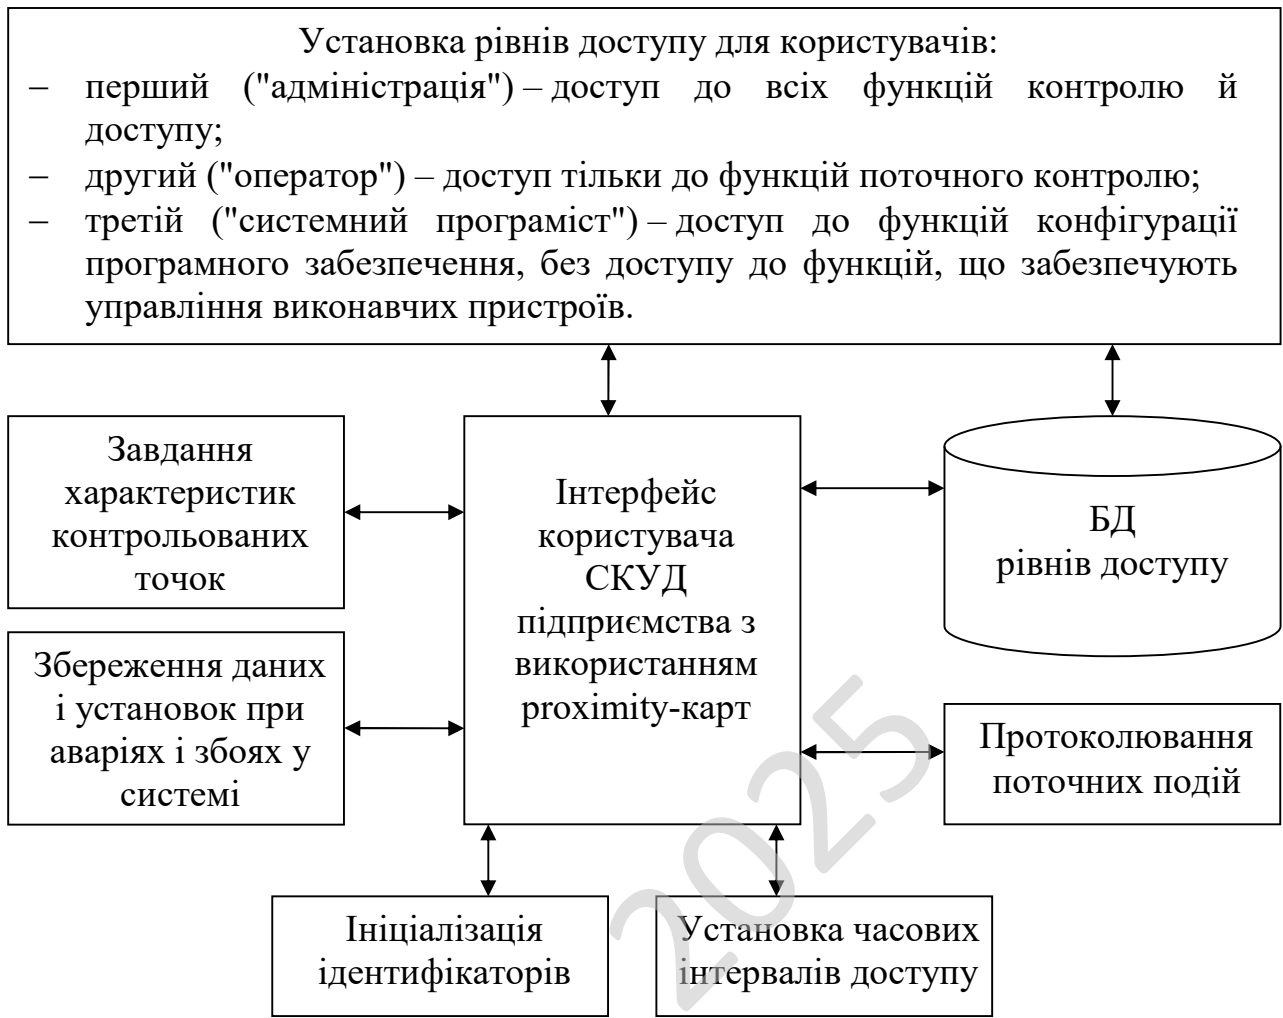 Установка рівнів доступу для користувачів:
– перший ("адміністрація") – доступ до всіх функцій контролю й
доступу;
– другий ("оператор") – доступ тільки до функцій поточного контролю;
– третій ("системний програміст") – доступ до функцій конфігурації
програмного забезпечення, без доступу до функцій, що забезпечують
управління виконавчих пристроїв.
Завдання
характеристик
контрольованих
точок
Збереження даних
і установок при
аваріях і збоях у
системі
Інтерфейс
користувача
СКУД
підприємства з
використанням
proximity-карт
БД
рівнів доступу
Протоколювання
поточних подій
Ініціалізація
ідентифікаторів
Установка часових
інтервалів доступу
2025